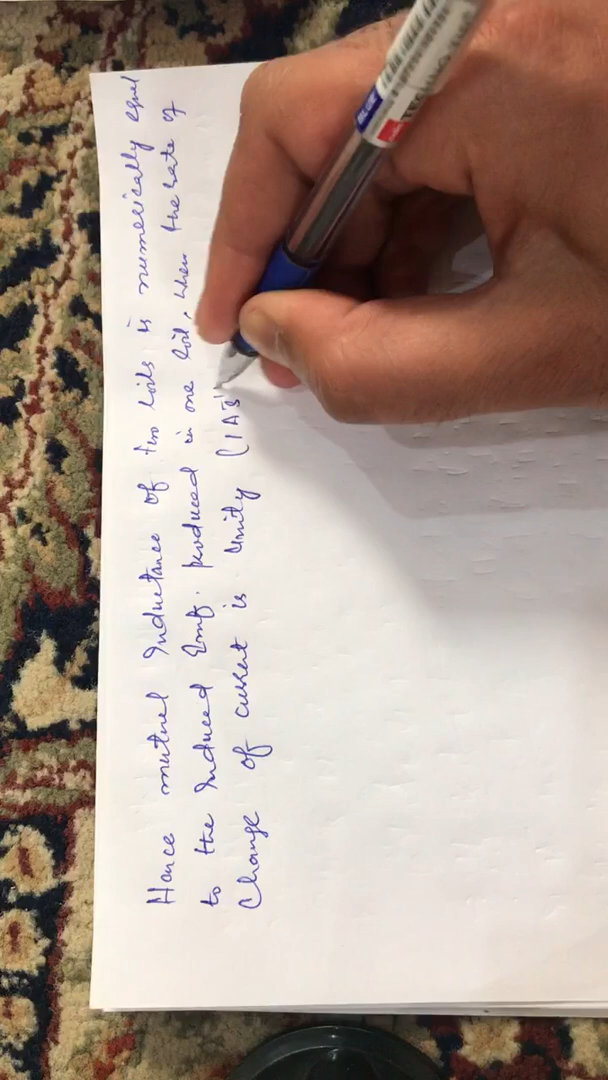 Hence mutual Inductance of two coils is numerically equal
to the Induced Emf. produced in one coil, when the rate of
Change of current is unity (1 A s⁻¹
BLUE